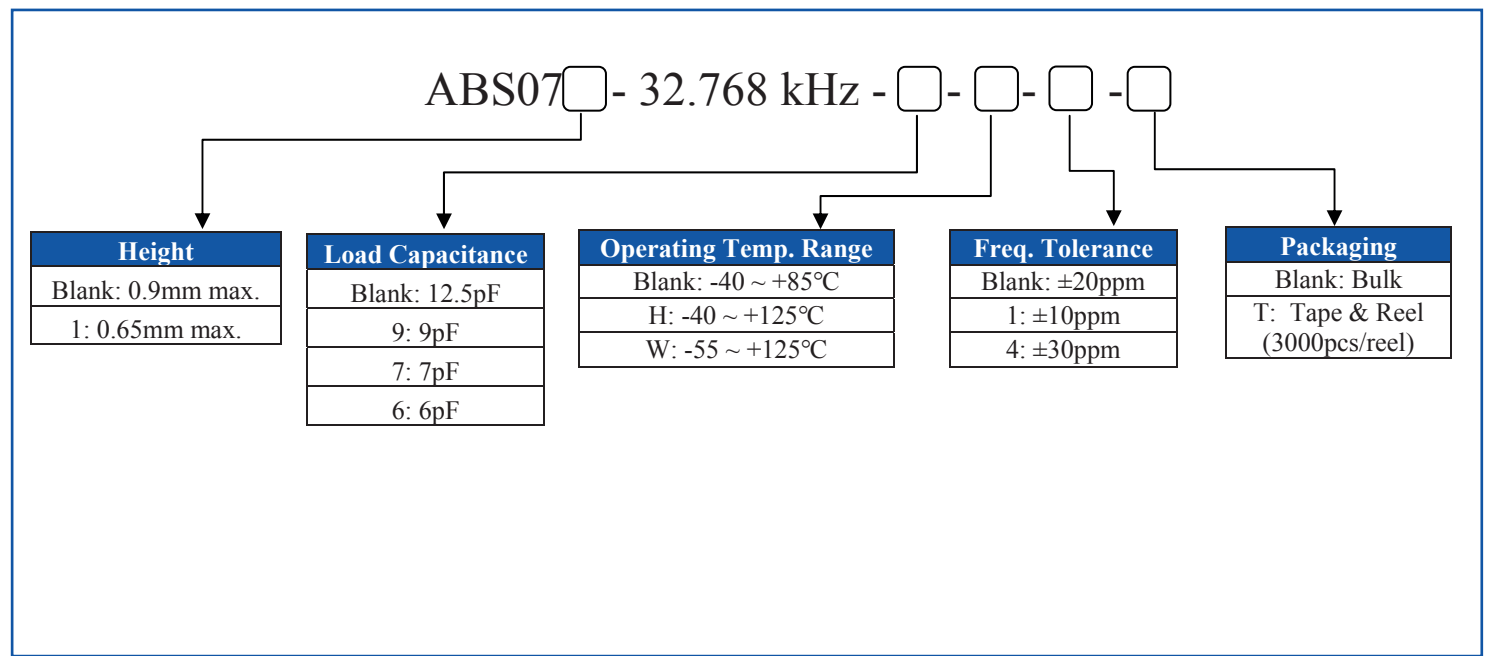 ABS07 - 32.768 kHz - - - -
Height
Blank: 0.9mm max.
1: 0.65mm max.
Load Capacitance
Blank: 12.5pF
9: 9pF
7: 7pF
6: 6pF
Operating Temp. Range
Blank: -40 ~ +85℃
H: -40 ~ +125℃
W: -55 ~ +125℃
Freq. Tolerance
Blank: ±20ppm
1: ±10ppm
4: ±30ppm
Packaging
Blank: Bulk
T: Tape & Reel
(3000pcs/reel)